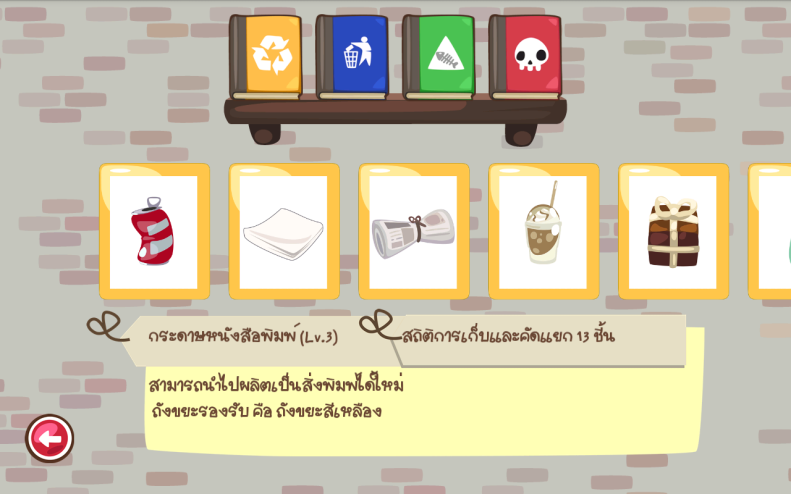 กระดาษหนังสือพิมพ์ (Lv.3)
สถิติการเก็บและคัดแยก 13 ชิ้น
สามารถนำไปผลิตเป็นสิ่งพิมพ์ได้ใหม่
ถังขยะรองรับ คือ ถังขยะสีเหลือง